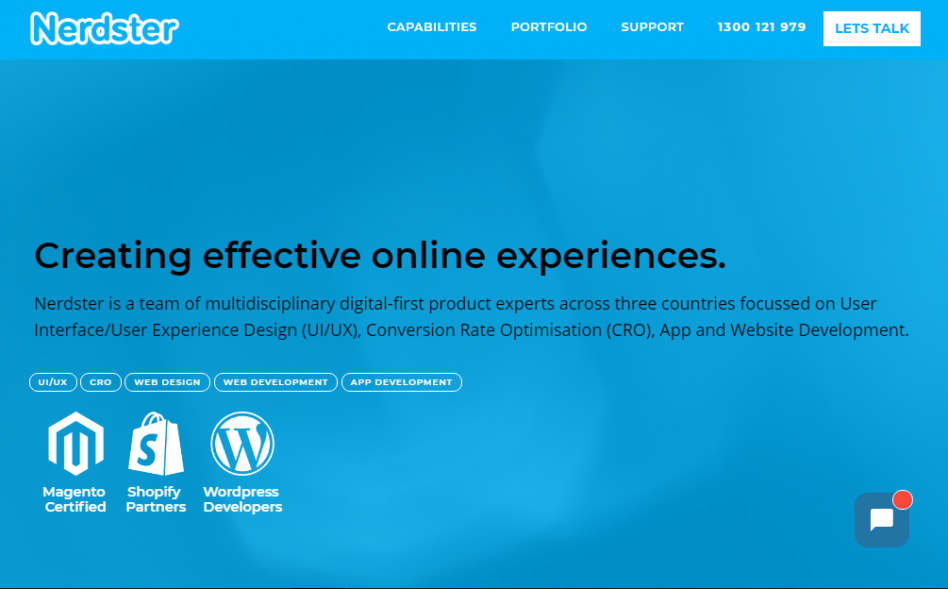 Nerdster
CAPABILITIES PORTFOLIO SUPPORT 1300 121 979 LETS TALK
Creating effective online experiences.
Nerdster is a team of multidisciplinary digital-first product experts across three countries focussed on User
Interface/User Experience Design (UI/UX), Conversion Rate Optimisation (CRO), App and Website Development.
UI/UX CRO WEB DESIGN WEB DEVELOPMENT APP DEVELOPMENT
Magento
Certified
Shopify
Partners
Wordpress
Developers